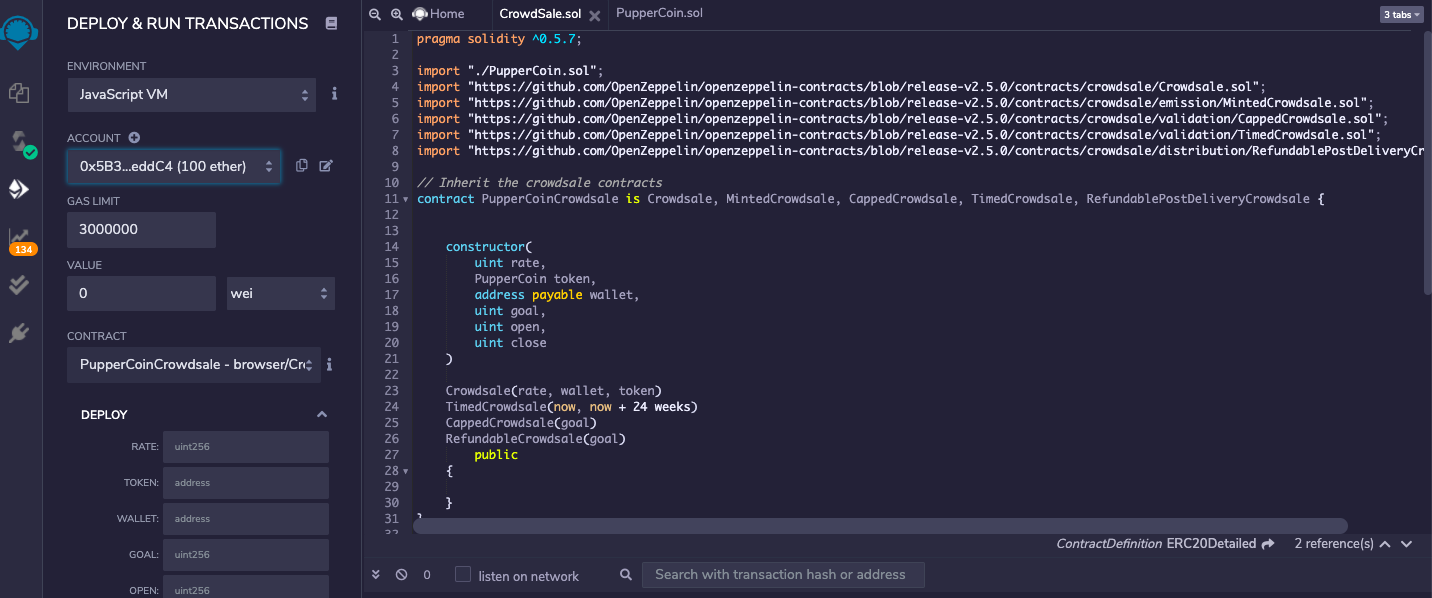 DEPLOY & RUN TRANSACTIONS
ENVIRONMENT
JavaScript VM
ACCOUNT
0x5B3...eddC4 (100 ether)
GAS LIMIT
3000000
VALUE
0
wei
CONTRACT
PupperCoinCrowdsale - browser/Cr
DEPLOY
RATE: uint256
TOKEN: address
WALLET: address
GOAL: uint256
OPEN: uint256
134
Home
CrowdSale.sol
PupperCoin.sol
3 tabs
1 pragma solidity ^0.5.7;
2
3 import "./PupperCoin.sol";
4 import "https://github.com/OpenZeppelin/openzeppelin-contracts/blob/release-v2.5.0/contracts/crowdsale/Crowdsale.sol";
5 import "https://github.com/OpenZeppelin/openzeppelin-contracts/blob/release-v2.5.0/contracts/crowdsale/emission/MintedCrowdsale.sol";
6 import "https://github.com/OpenZeppelin/openzeppelin-contracts/blob/release-v2.5.0/contracts/crowdsale/validation/CappedCrowdsale.sol";
7 import "https://github.com/OpenZeppelin/openzeppelin-contracts/blob/release-v2.5.0/contracts/crowdsale/validation/TimedCrowdsale.sol";
8 import "https://github.com/OpenZeppelin/openzeppelin-contracts/blob/release-v2.5.0/contracts/crowdsale/distribution/RefundablePostDeliveryCr
9
10 // Inherit the crowdsale contracts
11 contract PupperCoinCrowdsale is Crowdsale, MintedCrowdsale, CappedCrowdsale, TimedCrowdsale, RefundablePostDeliveryCrowdsale {
12
13
14 constructor(
15 uint rate,
16 PupperCoin token,
17 address payable wallet,
18 uint goal,
19 uint open,
20 uint close
21 )
22
23 Crowdsale(rate, wallet, token)
24 TimedCrowdsale(now, now + 24 weeks)
25 CappedCrowdsale(goal)
26 RefundableCrowdsale(goal)
27 public
28 {
29
30 }
31 }
32
ContractDefinition ERC20Detailed 2 reference(s)
0
listen on network
Search with transaction hash or address